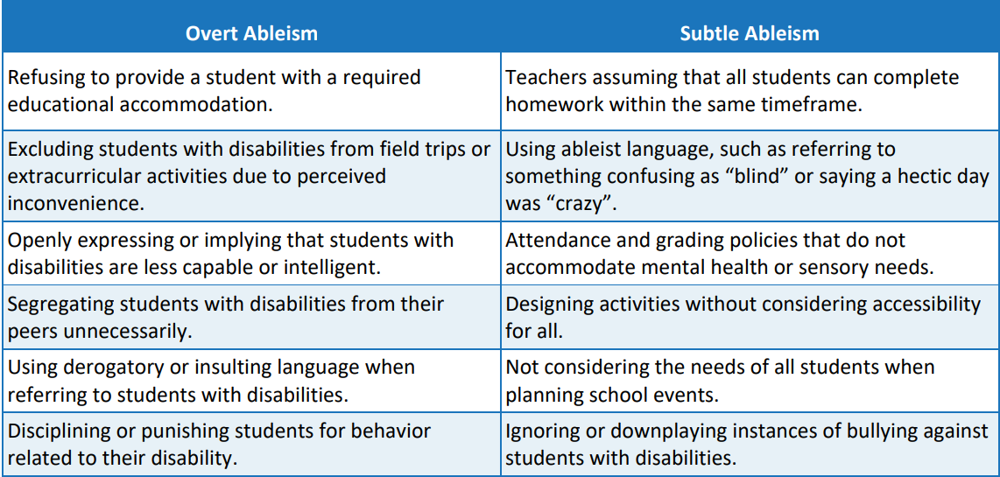 Overt Ableism
Subtle Ableism
Refusing to provide a student with a required
educational accommodation.
Teachers assuming that all students can complete
homework within the same timeframe.
Excluding students with disabilities from field trips or
extracurricular activities due to perceived
inconvenience.
Using ableist language, such as referring to
something confusing as “blind” or saying a hectic day
was “crazy”.
Openly expressing or implying that students with
disabilities are less capable or intelligent.
Attendance and grading policies that do not
accommodate mental health or sensory needs.
Segregating students with disabilities from their
peers unnecessarily.
Designing activities without considering accessibility
for all.
Using derogatory or insulting language when
referring to students with disabilities.
Not considering the needs of all students when
planning school events.
Disciplining or punishing students for behavior
related to their disability.
Ignoring or downplaying instances of bullying against
students with disabilities.